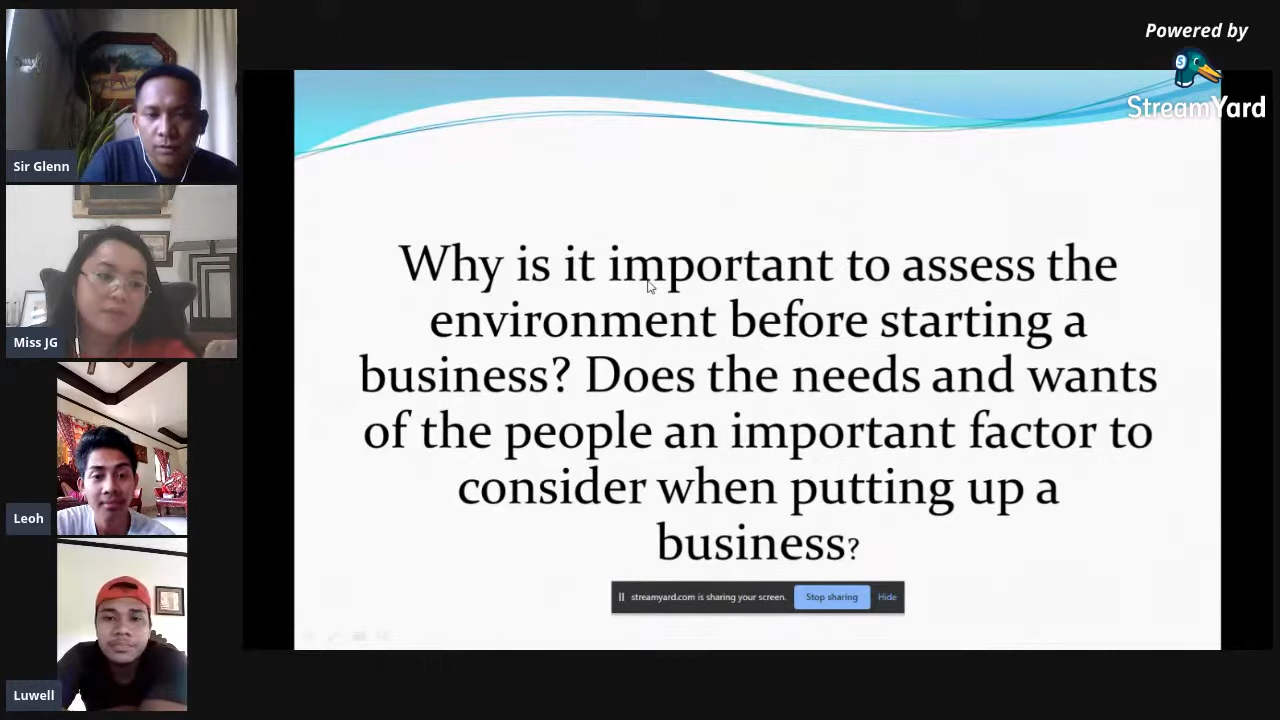 Powered by
StreamYard
Sir Glenn
Miss JG
Leoh
Luwell
Why is it important to assess the
environment before starting a
business? Does the needs and wants
of the people an important factor to
consider when putting up a
business?
streamyard.com is sharing your screen. Stop sharing Hide